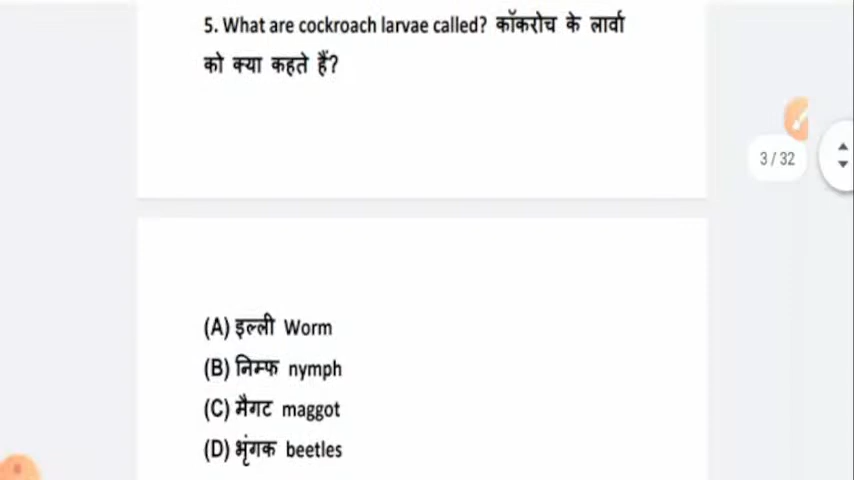 5. What are cockroach larvae called? कॉकरोच के लार्वा
को क्या कहते हैं?
3 / 32
(A) इल्ली Worm
(B) निम्फ nymph
(C) मैगट maggot
(D) भृंगक beetles